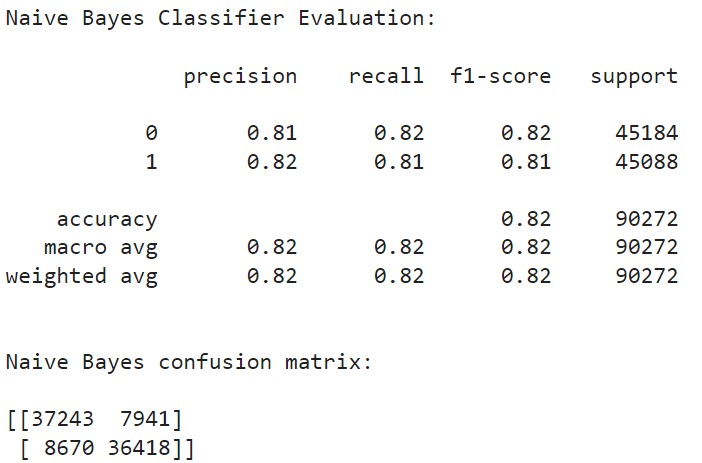 Naive Bayes Classifier Evaluation:
precision recall f1-score support
0 0.81 0.82 0.82 45184
1 0.82 0.81 0.81 45088
accuracy 0.82 90272
macro avg 0.82 0.82 0.82 90272
weighted avg 0.82 0.82 0.82 90272
Naive Bayes confusion matrix:
[[37243 7941]
[ 8670 36418]]